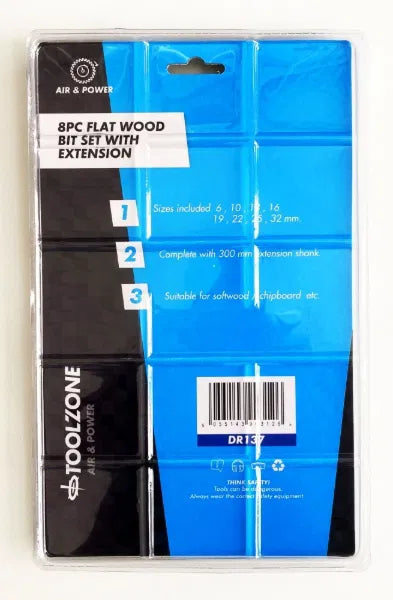 AIR & POWER
8PC FLAT WOOD
BIT SET WITH
EXTENSION
1 Sizes included 6 , 10 , 13 , 16
19 , 22 , 25 , 32 mm.
2 Complete with 300 mm extension shank.
3 Suitable for softwood / chipboard etc.
TOOLZONE
AIR & POWER
DR137
THINK SAFETY!
Tools can be dangerous.
Always wear the correct safety equipment